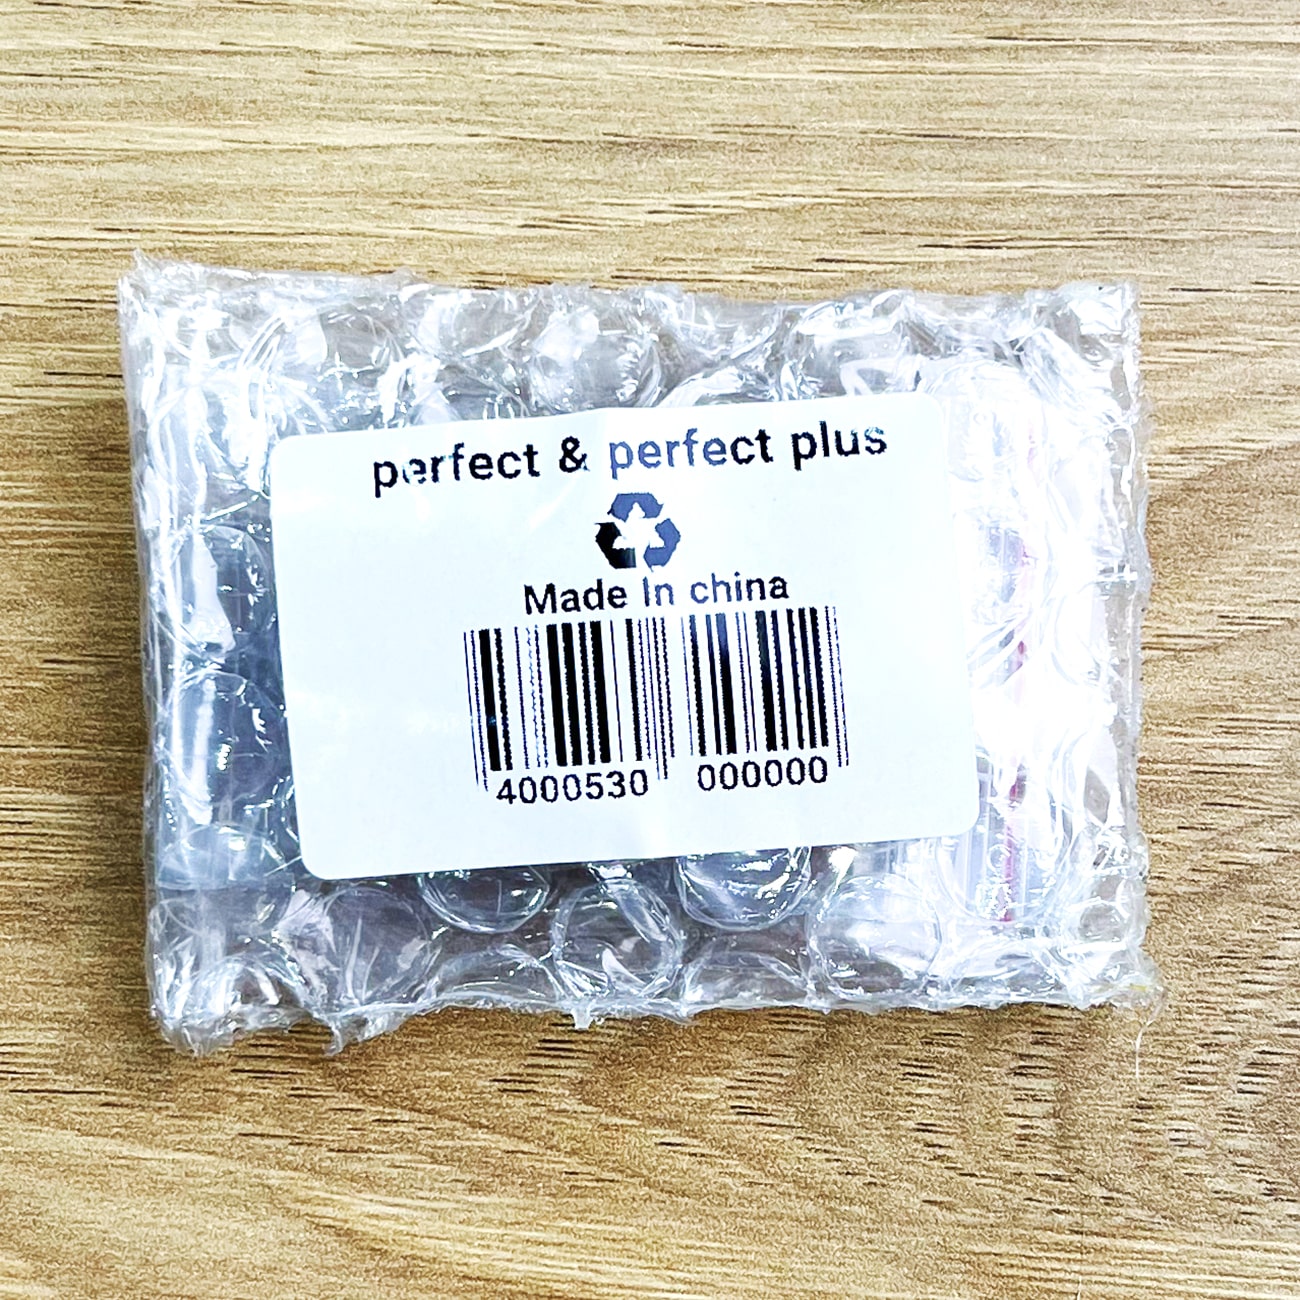 perfect & perfect plus
Made In china
4000530 000000